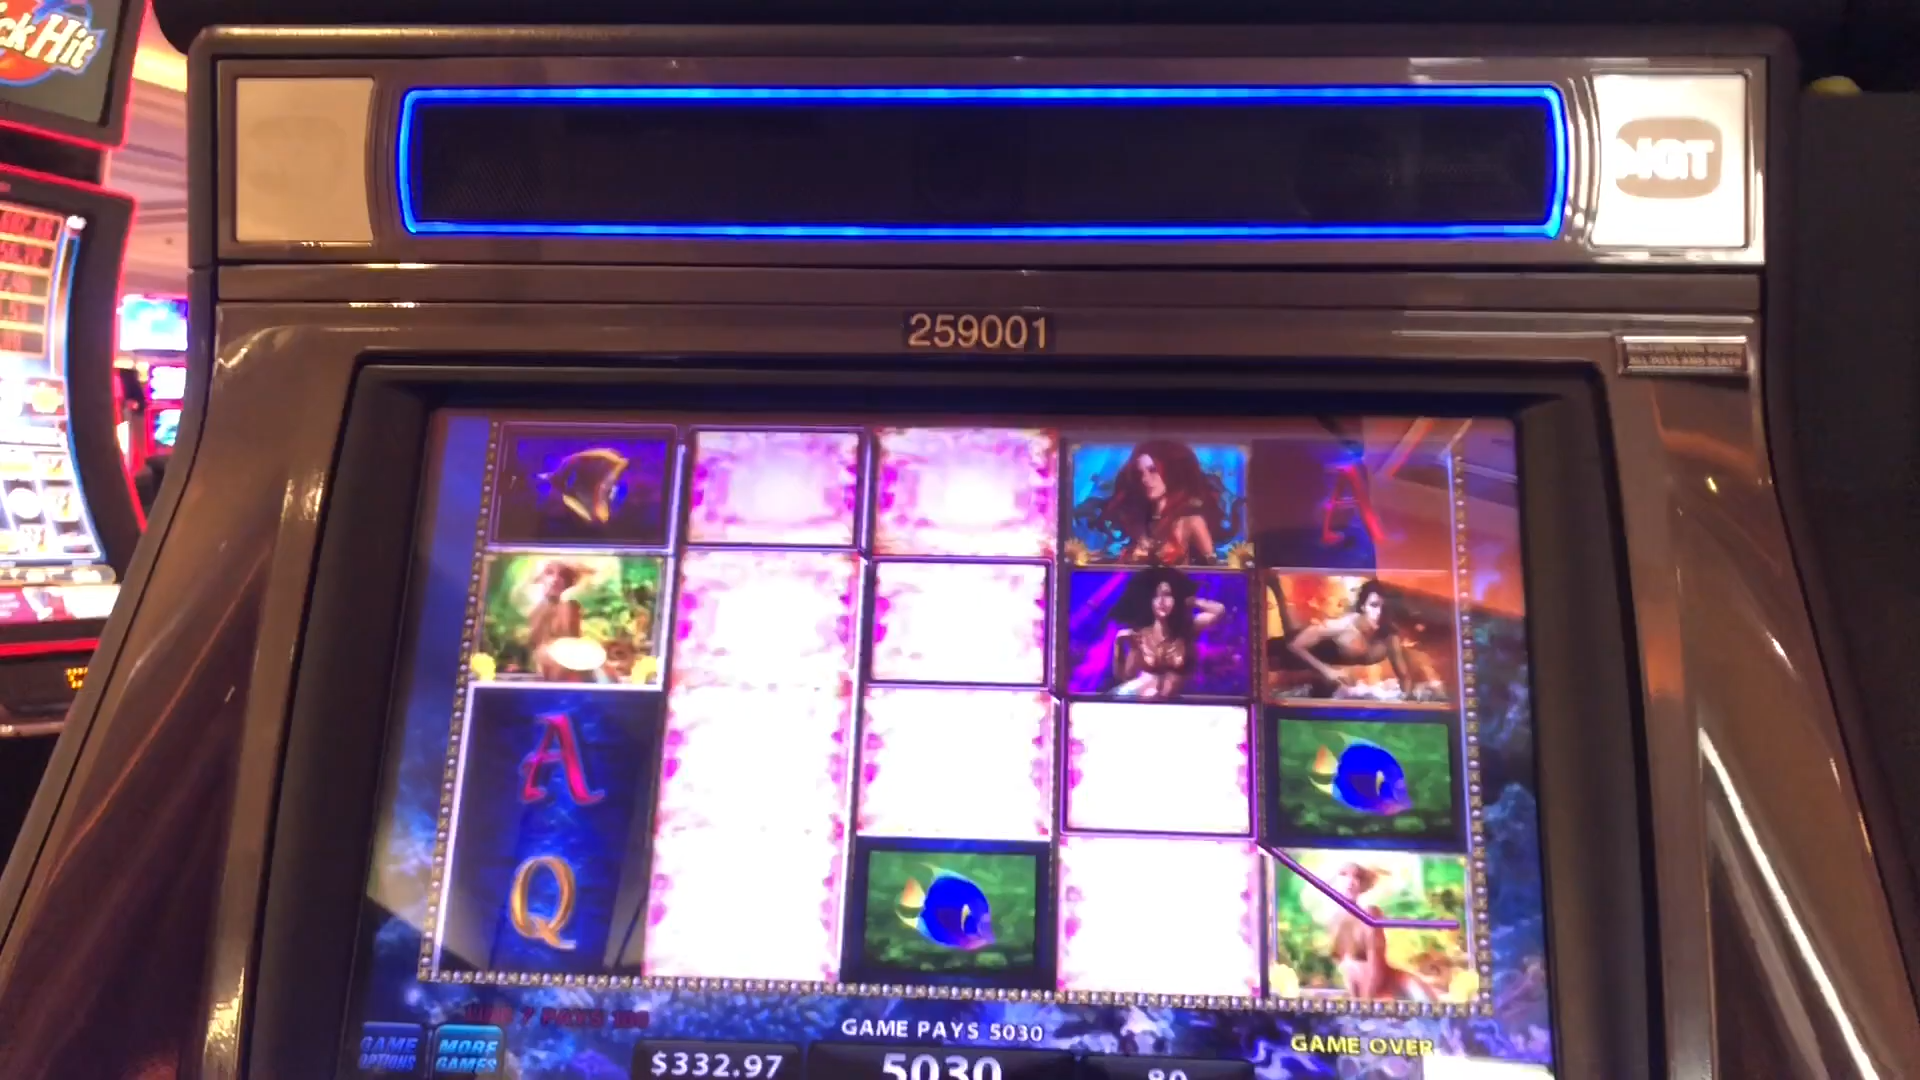 ck Hit
IGT
259001
A
A
Q
GAME PAYS 5030
GAME OVER
GAME OPTIONS
MORE GAMES
$332.97
5030
80